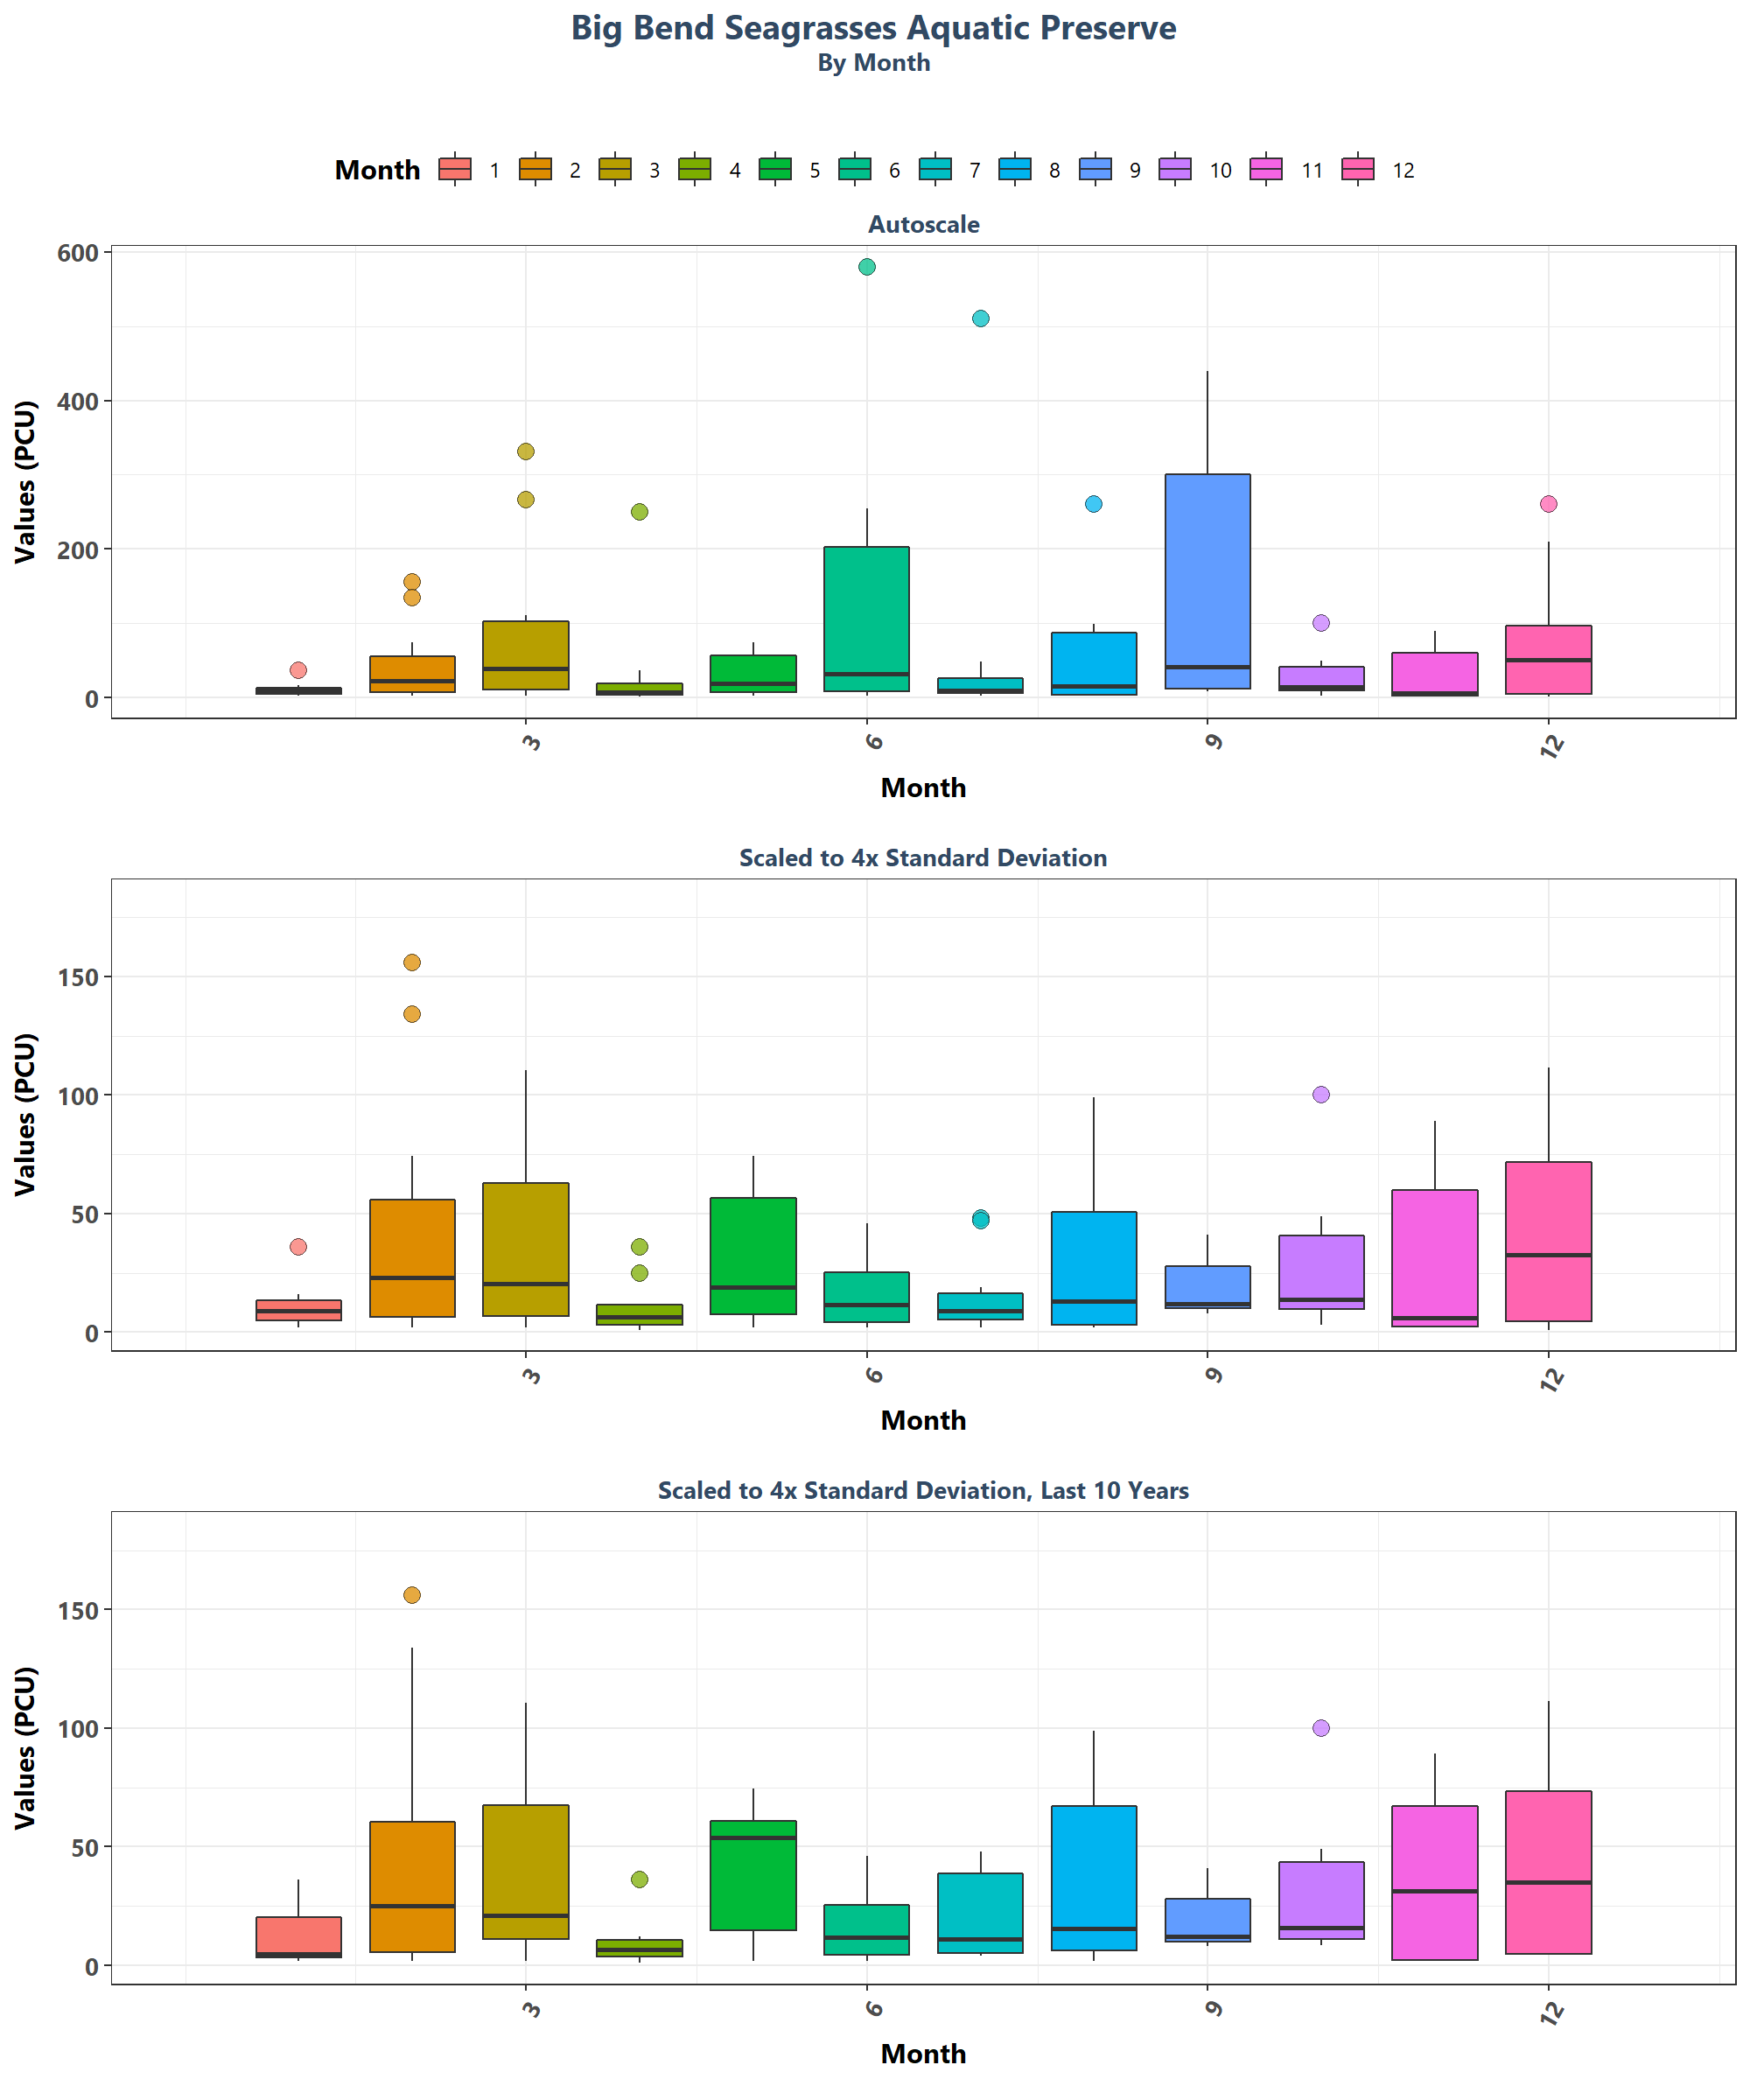 Big Bend Seagrasses Aquatic Preserve
By Month
Month 1 2 3 4 5 6 7 8 9 10 11 12
Autoscale
600
400
200
0
Values (PCU)
3 6 9 12
Month
Scaled to 4x Standard Deviation
150
100
50
0
Values (PCU)
3 6 9 12
Month
Scaled to 4x Standard Deviation, Last 10 Years
150
100
50
0
Values (PCU)
3 6 9 12
Month